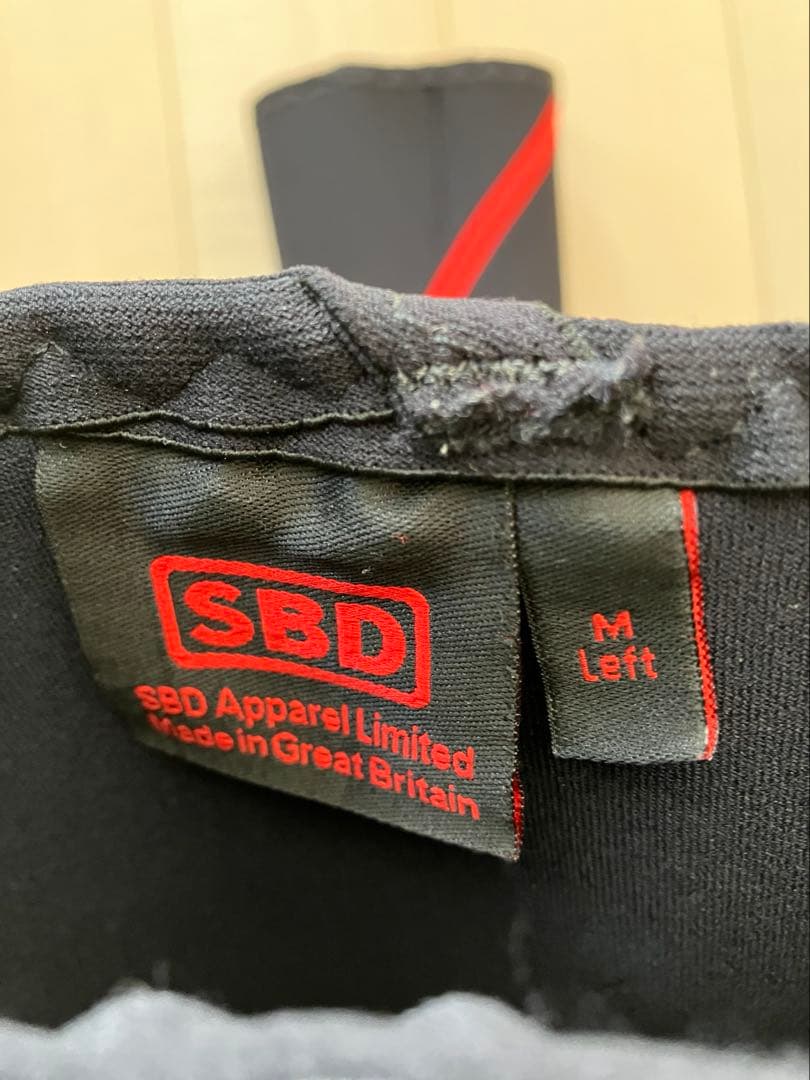 SBD
SBD Apparel Limited
Made in Great Britain
M
Left